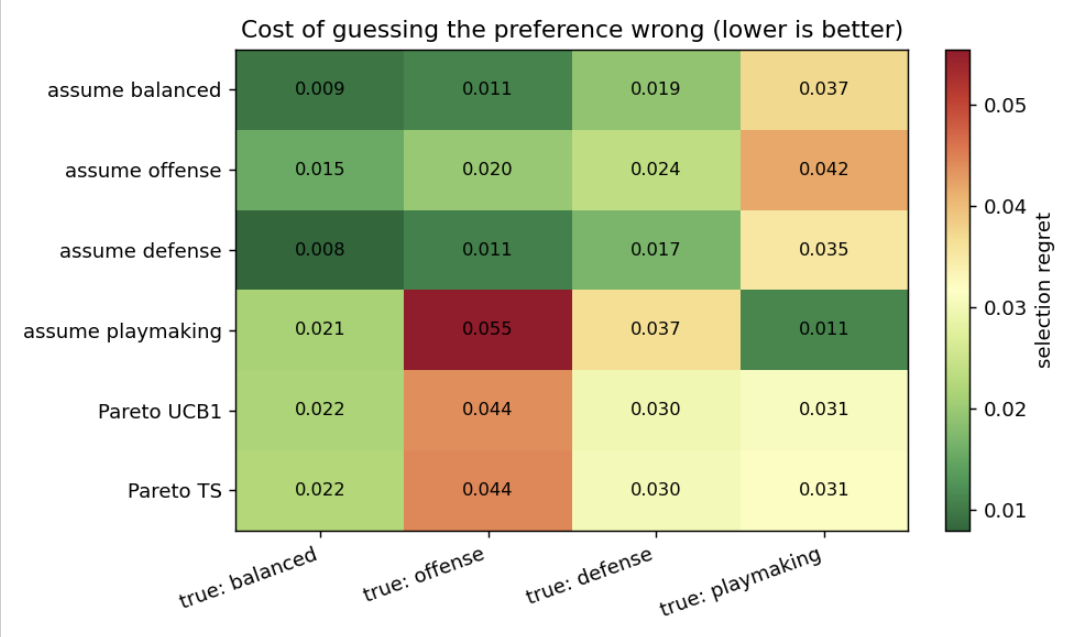 Cost of guessing the preference wrong (lower is better)
assume balanced 0.009 0.011 0.019 0.037
assume offense 0.015 0.020 0.024 0.042
assume defense 0.008 0.011 0.017 0.035
assume playmaking 0.021 0.055 0.037 0.011
Pareto UCB1 0.022 0.044 0.030 0.031
Pareto TS 0.022 0.044 0.030 0.031
true: balanced true: offense true: defense true: playmaking
0.05
0.04
0.03
0.02
0.01
selection regret